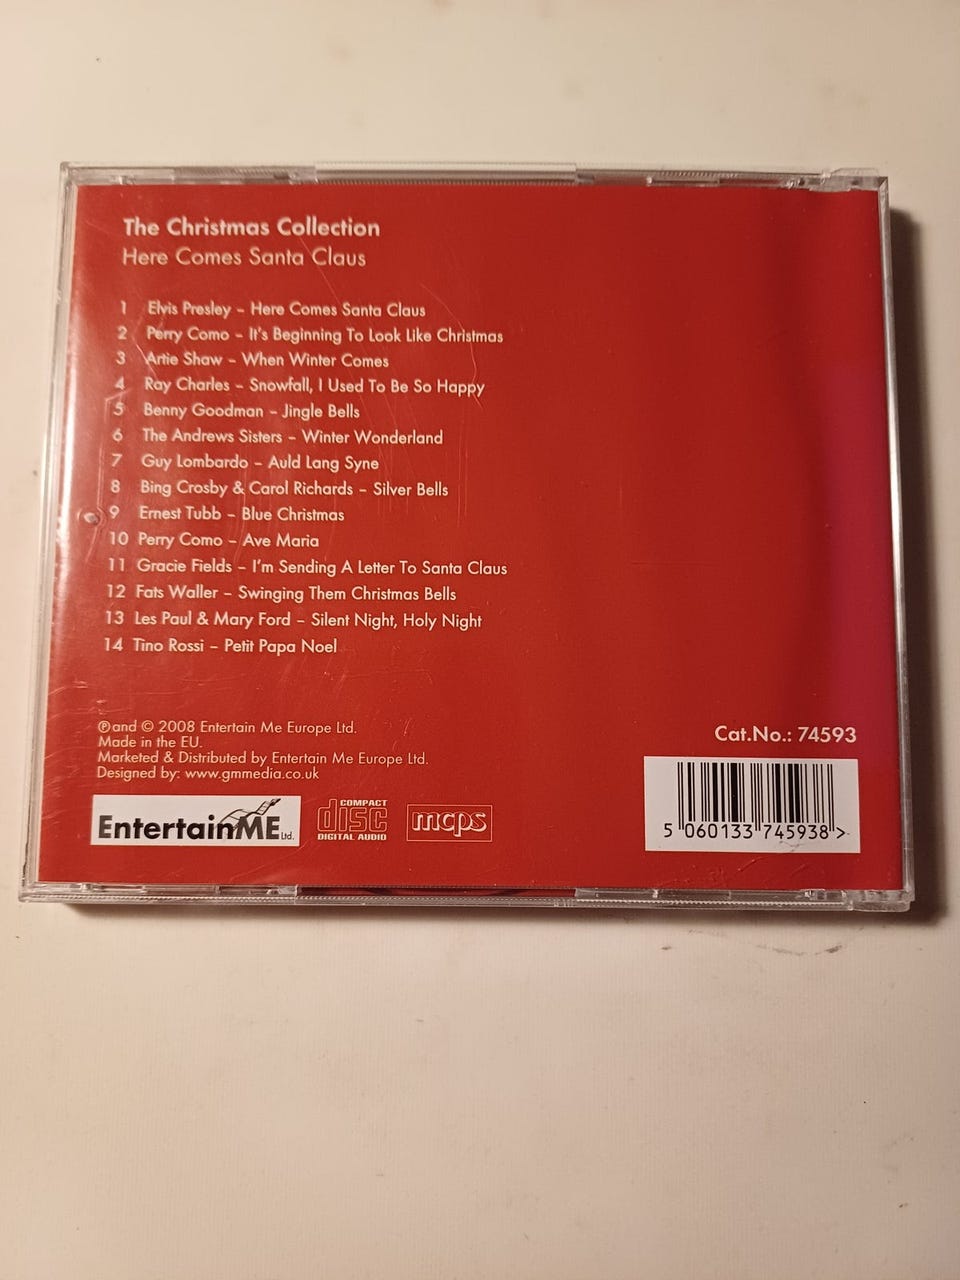 The Christmas Collection
Here Comes Santa Claus
1 Elvis Presley – Here Comes Santa Claus
2 Perry Como – It's Beginning To Look Like Christmas
3 Artie Shaw – When Winter Comes
4 Ray Charles – Snowfall, I Used To Be So Happy
5 Benny Goodman – Jingle Bells
6 The Andrews Sisters – Winter Wonderland
7 Guy Lombardo – Auld Lang Syne
8 Bing Crosby & Carol Richards – Silver Bells
9 Ernest Tubb – Blue Christmas
10 Perry Como – Ave Maria
11 Gracie Fields – I'm Sending A Letter To Santa Claus
12 Fats Waller – Swinging Them Christmas Bells
13 Les Paul & Mary Ford – Silent Night, Holy Night
14 Tino Rossi – Petit Papa Noel
℗ and © 2008 Entertain Me Europe Ltd.
Made in the EU.
Marketed & Distributed by Entertain Me Europe Ltd.
Designed by: www.gmmedia.co.uk
Cat.No.: 74593
EntertainME Ltd.
COMPACT
disc
DIGITAL AUDIO
mcps
5 060133 745938 >